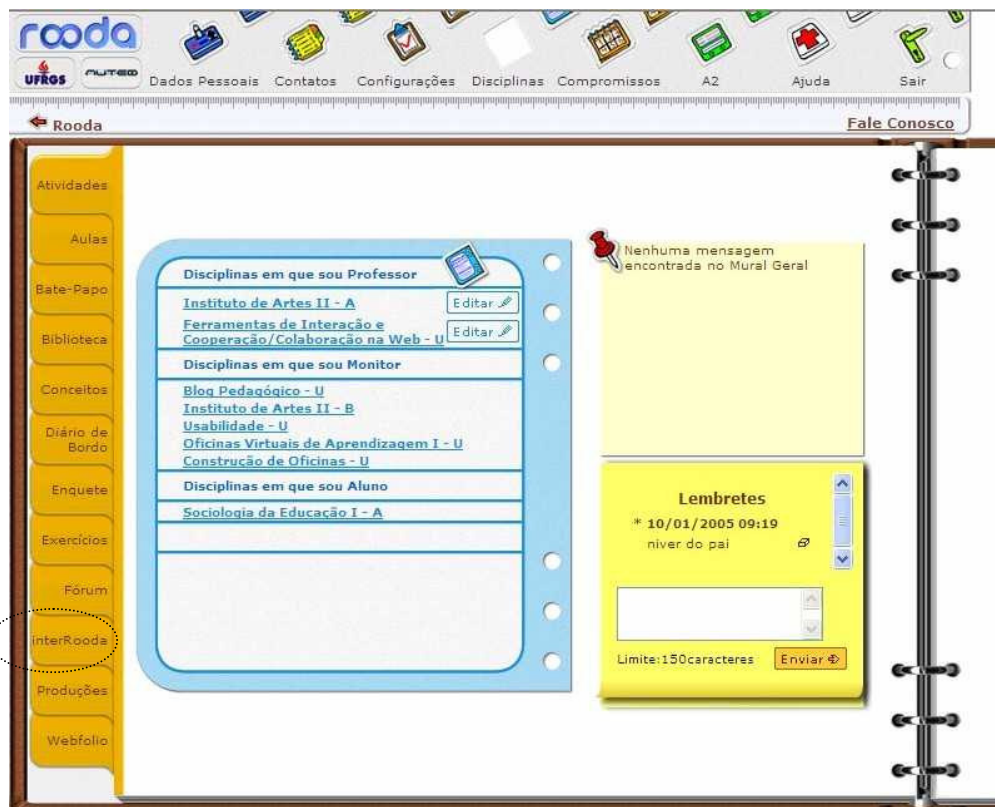 rooda
UFRGS NUTED
Dados Pessoais Contatos Configurações Disciplinas Compromissos A2 Ajuda Sair
Rooda
Fale Conosco
Atividades
Aulas
Bate-Papo
Biblioteca
Conceitos
Diário de
Bordo
Enquete
Exercícios
Fórum
interRooda
Produções
Webfolio
Disciplinas em que sou Professor
Instituto de Artes II - A
Editar
Ferramentas de Interação e
Cooperação/Colaboração na Web - U
Editar
Disciplinas em que sou Monitor
Blog Pedagógico - U
Instituto de Artes II - B
Usabilidade - U
Oficinas Virtuais de Aprendizagem I - U
Construção de Oficinas - U
Disciplinas em que sou Aluno
Sociologia da Educação I - A
Nenhuma mensagem
encontrada no Mural Geral
Lembretes
* 10/01/2005 09:19
niver do pai
Limite:150caracteres
Enviar